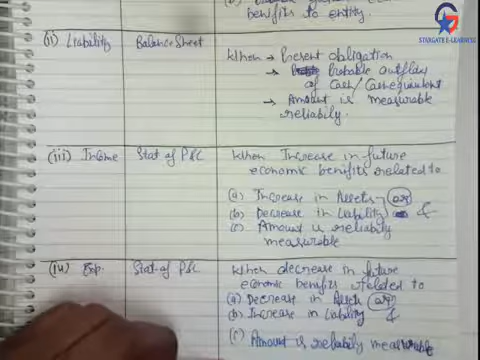 benefits to entity.
STARGATE E-LEARNING
(ii) Liability Balance Sheet When → Present obligation
→ Probable outflow
of Cash/Cash equivalent
→ Amount is measurable
reliabily.
(iii) Income Stat of P&L When Increase in future
economic benefits related to
(a) Increase in Assets or
(b) Decrease in Liability &
(c) Amount is reliably
measurable
(iv) Exp. Stat of P&L When decrease in future
economic benefits related to
(a) Decrease in Assets or
(b) Increase in Liability &
(c) Amount is reliably measurable